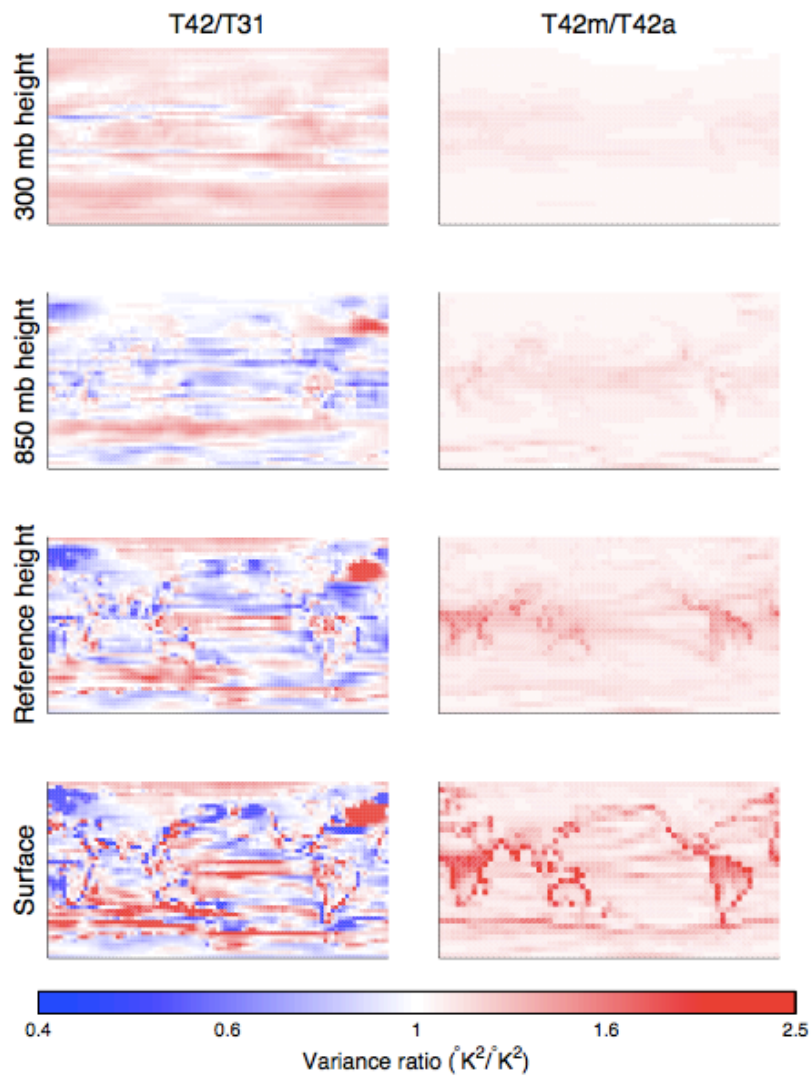 T42/T31
T42m/T42a
300 mb height
850 mb height
Reference height
Surface
0.4
0.6
1
1.6
2.5
Variance ratio (°K²/°K²)